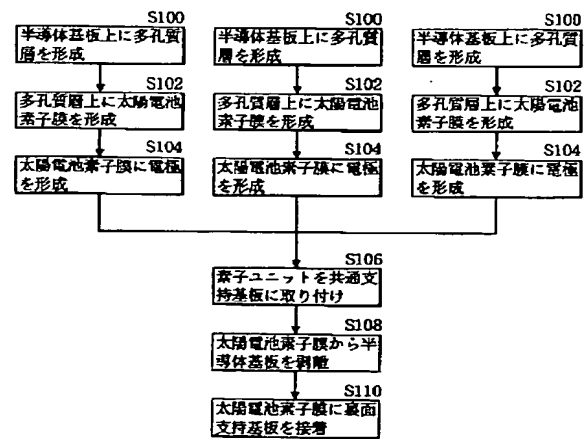 S100
半導体基板上に多孔質
層を形成
S102
多孔質層上に太陽電池
素子膜を形成
S104
太陽電池素子膜に電極
を形成
S100
半導体基板上に多孔質
層を形成
S102
多孔質層上に太陽電池
素子膜を形成
S104
太陽電池素子膜に電極
を形成
S100
半導体基板上に多孔質
層を形成
S102
多孔質層上に太陽電池
素子膜を形成
S104
太陽電池素子膜に電極
を形成
S106
素子ユニットを共通支
持基板に取り付け
S108
太陽電池素子膜から半
導体基板を剥離
S110
太陽電池素子膜に裏面
支持基板を接着